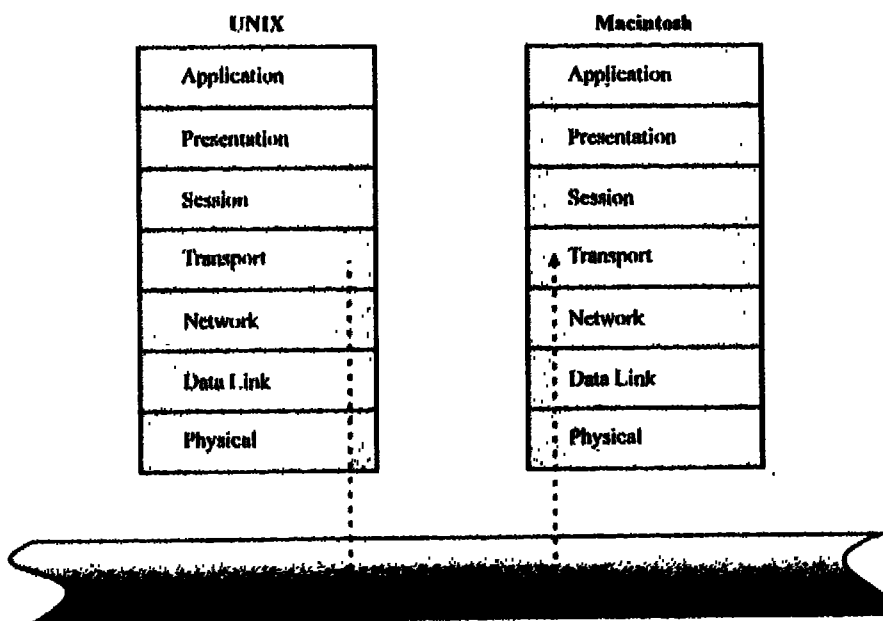 UNIX
Application
Presentation
Session
Transport
Network
Data Link
Physical
Macintosh
Application
Presentation
Session
Transport
Network
Data Link
Physical